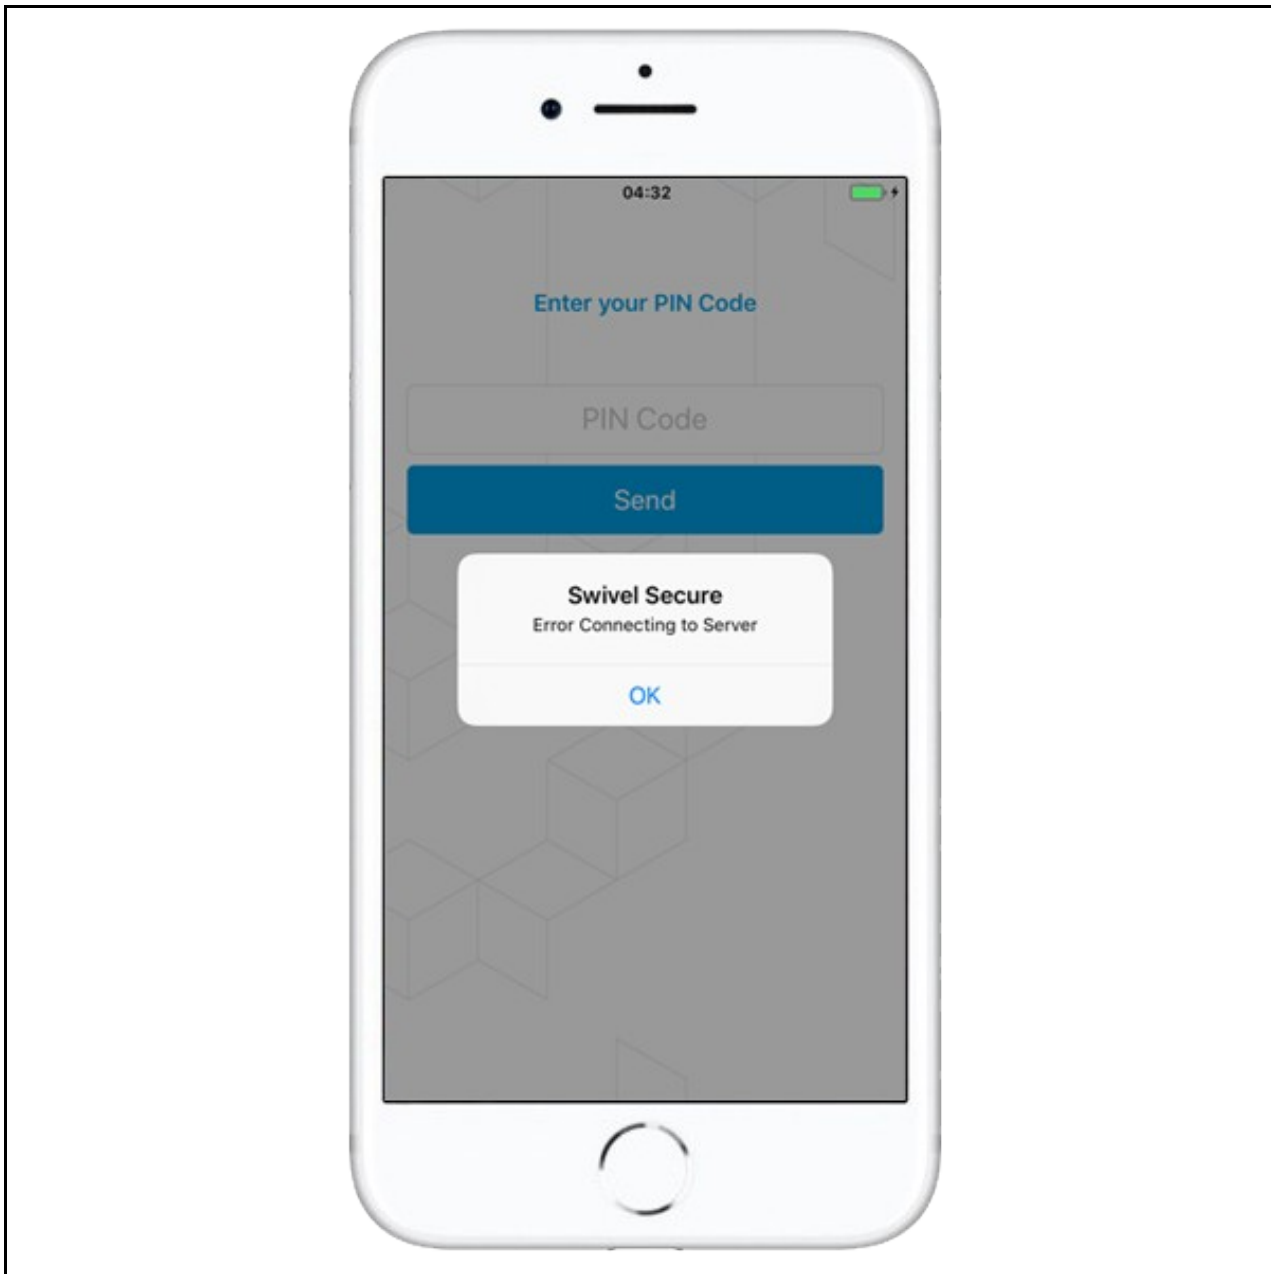 04:32
Enter your PIN Code
PIN Code
Send
Swivel Secure
Error Connecting to Server
OK